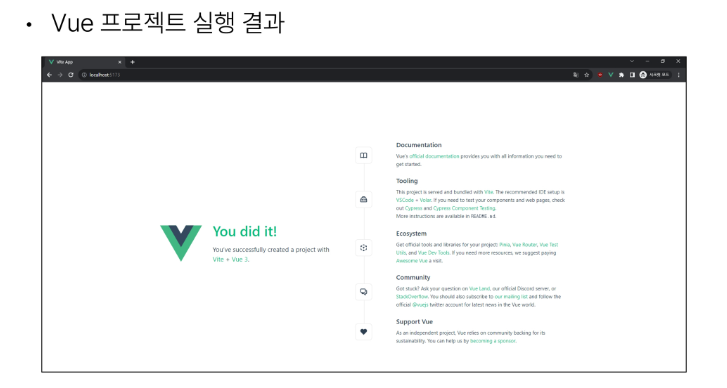 • Vue 프로젝트 실행 결과
Vite App
localhost:5173
시크릿 모드
Documentation
Vue's official documentation provides you with all information you need to
get started.
Tooling
This project is served and bundled with Vite. The recommended IDE setup is
VSCode + Volar. If you need to test your components and web pages, check
out Cypress and Cypress Component Testing.
More instructions are available in README.md.
You did it!
You've successfully created a project with
Vite + Vue 3.
Ecosystem
Get official tools and libraries for your project: Pinia, Vue Router, Vue Test
Utils, and Vue Dev Tools. If you need more resources, we suggest paying
Awesome Vue a visit.
Community
Got stuck? Ask your question on Vue Land, our official Discord server, or
StackOverflow. You should also subscribe to our mailing list and follow the
official @vuejs twitter account for latest news in the Vue world.
Support Vue
As an independent project, Vue relies on community backing for its
sustainability. You can help us by becoming a sponsor.